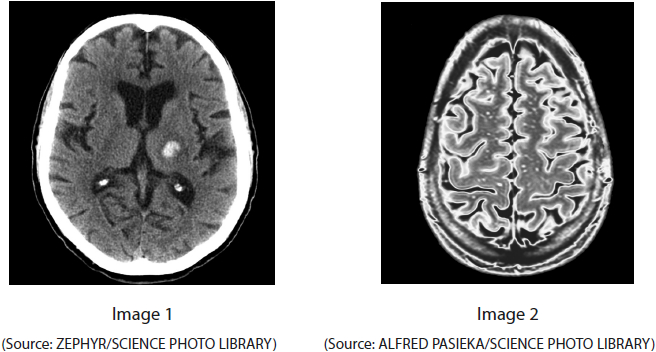 Image 1
Image 2
(Source: ZEPHYR/SCIENCE PHOTO LIBRARY)
(Source: ALFRED PASIEKA/SCIENCE PHOTO LIBRARY)